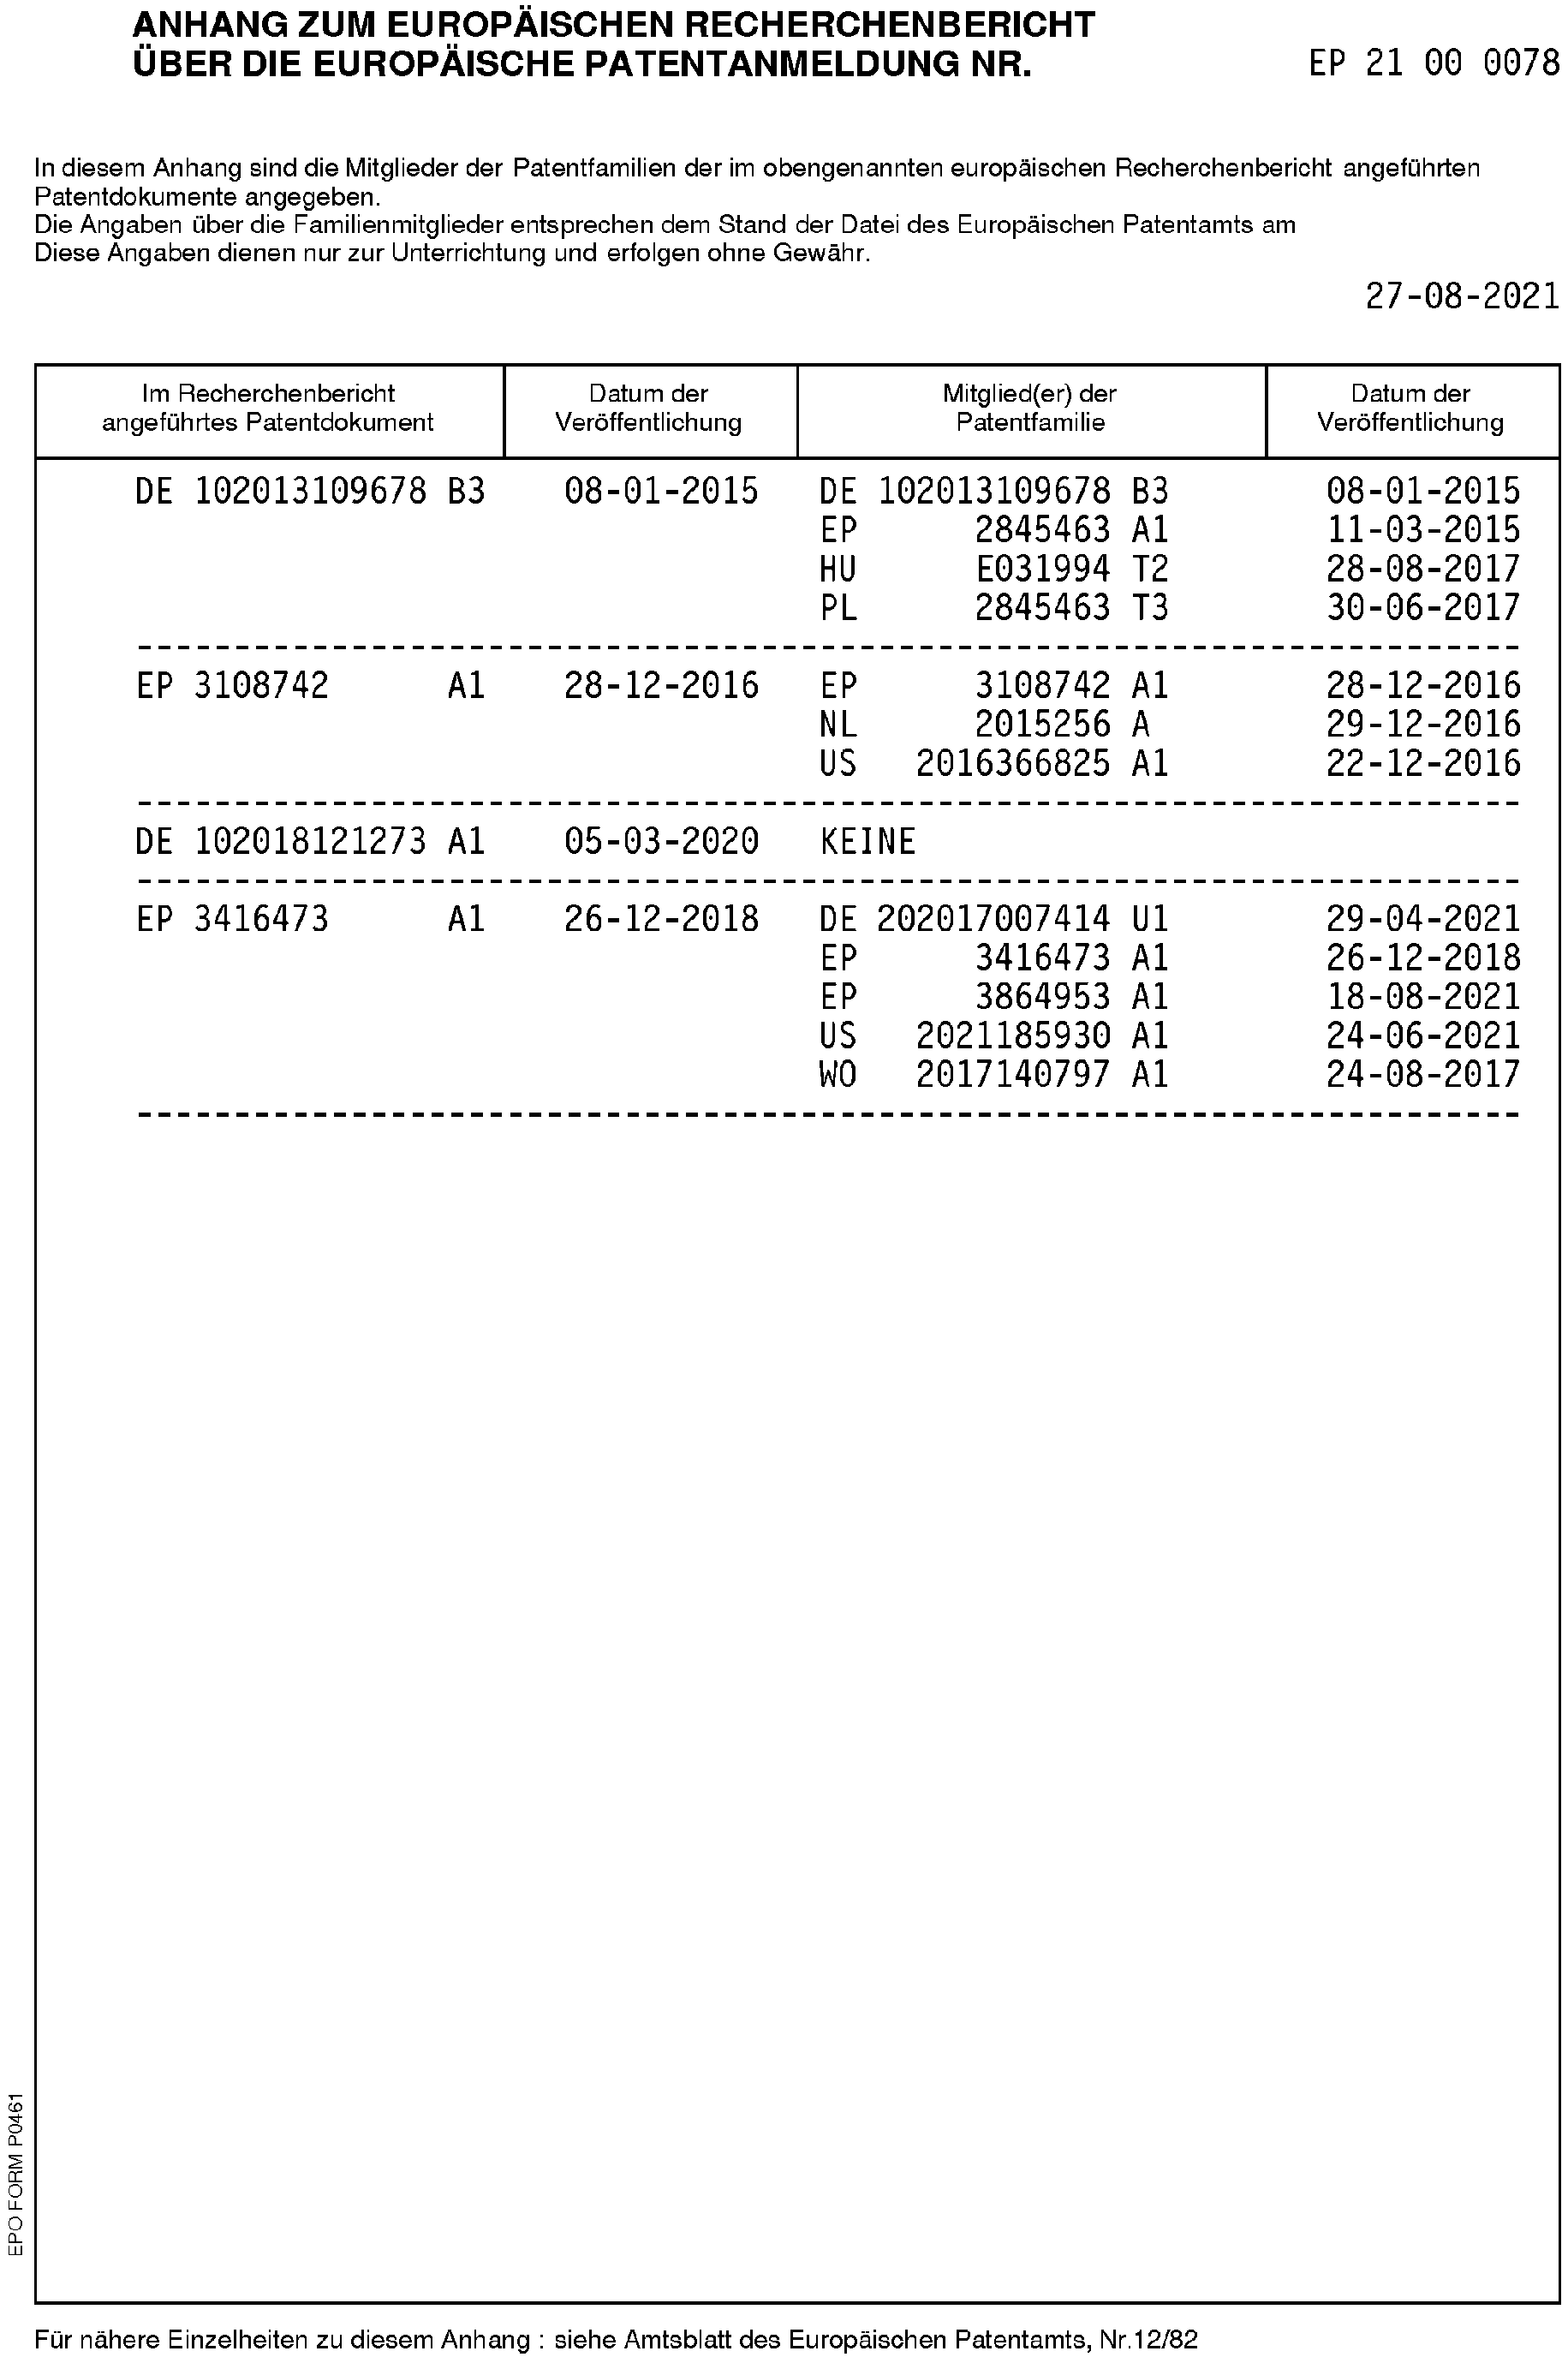 ANHANG ZUM EUROPÄISCHEN RECHERCHENBERICHT
ÜBER DIE EUROPÄISCHE PATENTANMELDUNG NR. EP 21 00 0078
In diesem Anhang sind die Mitglieder der Patentfamilien der im obengenannten europäischen Recherchenbericht angeführten
Patentdokumente angegeben.
Die Angaben über die Familienmitglieder entsprechen dem Stand der Datei des Europäischen Patentamts am
Diese Angaben dienen nur zur Unterrichtung und erfolgen ohne Gewähr.
27-08-2021
Im Recherchenbericht Datum der Mitglied(er) der Datum der
angeführtes Patentdokument Veröffentlichung Patentfamilie Veröffentlichung
DE 102013109678 B3 08-01-2015 DE 102013109678 B3 08-01-2015
EP 2845463 A1 11-03-2015
HU E031994 T2 28-08-2017
PL 2845463 T3 30-06-2017
EP 3108742 A1 28-12-2016 EP 3108742 A1 28-12-2016
NL 2015256 A 29-12-2016
US 2016366825 A1 22-12-2016
DE 102018121273 A1 05-03-2020 KEINE
EP 3416473 A1 26-12-2018 DE 202017007414 U1 29-04-2021
EP 3416473 A1 26-12-2018
EP 3864953 A1 18-08-2021
US 2021185930 A1 24-06-2021
WO 2017140797 A1 24-08-2017
EPO FORM P0461
Für nähere Einzelheiten zu diesem Anhang : siehe Amtsblatt des Europäischen Patentamts, Nr.12/82